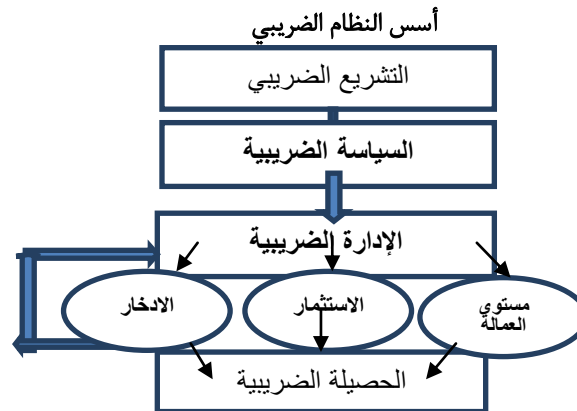 أسس النظام الضريبي
التشريع الضريبي
السياسة الضريبية
الإدارة الضريبية
مستوى
العمالة
الاستثمار
الادخار
الحصيلة الضريبية